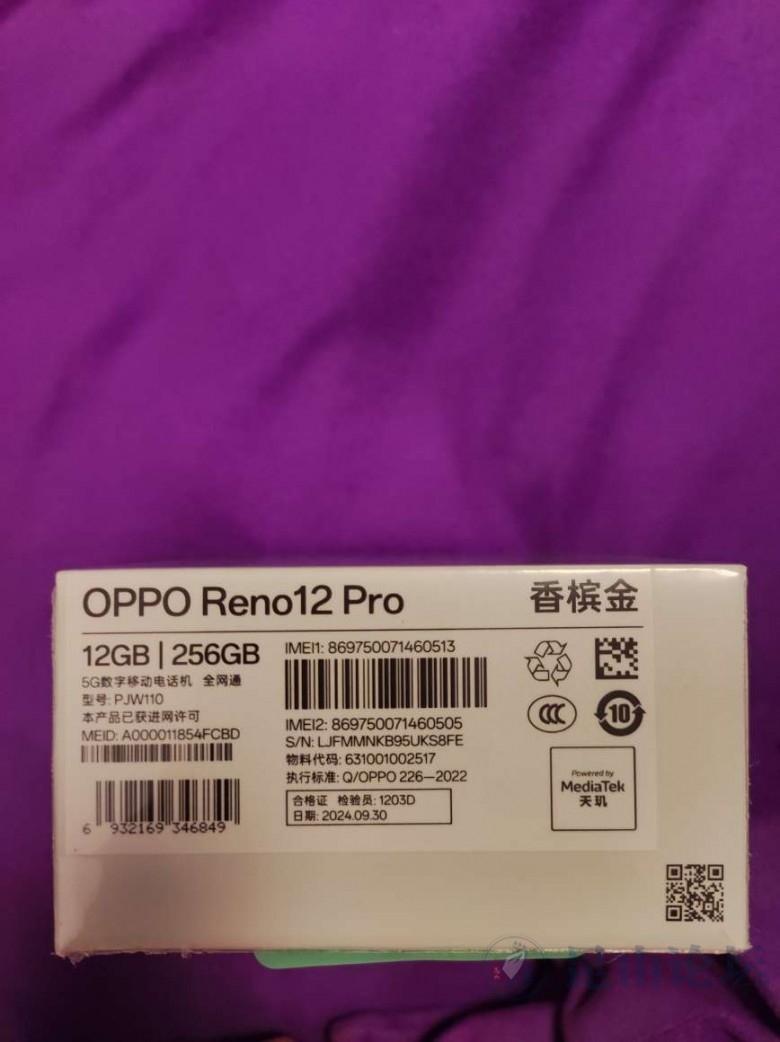 OPPO Reno12 Pro
香槟金
12GB | 256GB
5G数字移动电话机 全网通
型号: PJW110
本产品已获进网许可
MEID: A000011854FCBD
6 932169 346849
IMEI1: 869750071460513
IMEI2: 869750071460505
S/N: LJFMMNKB95UKS8FE
物料代码: 631001002517
执行标准: Q/OPPO 226—2022
合格证 检验员: 1203D
日期: 2024.09.30
CCC
10
Powered by
MediaTek
天玑